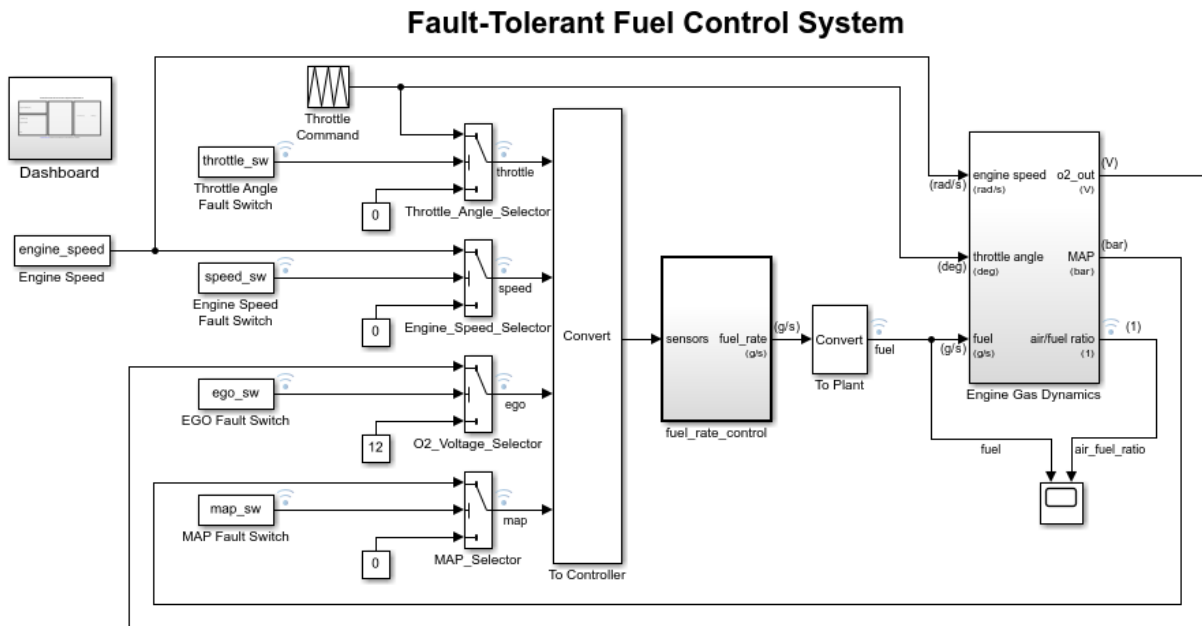 Fault-Tolerant Fuel Control System
Dashboard
Throttle
Command
throttle_sw
Throttle Angle
Fault Switch
0
throttle
Throttle_Angle_Selector
engine_speed
Engine Speed
speed_sw
Engine Speed
Fault Switch
0
speed
Engine_Speed_Selector
ego_sw
EGO Fault Switch
12
ego
O2_Voltage_Selector
map_sw
MAP Fault Switch
0
map
MAP_Selector
Convert
To Controller
sensors
fuel_rate
(g/s)
fuel_rate_control
(g/s)
Convert
To Plant
fuel
(rad/s)
engine speed
(rad/s)
o2_out
(V)
(V)
(deg)
throttle angle
(deg)
MAP
(bar)
(bar)
(g/s)
fuel
(g/s)
air/fuel ratio
(1)
(1)
Engine Gas Dynamics
fuel
air_fuel_ratio